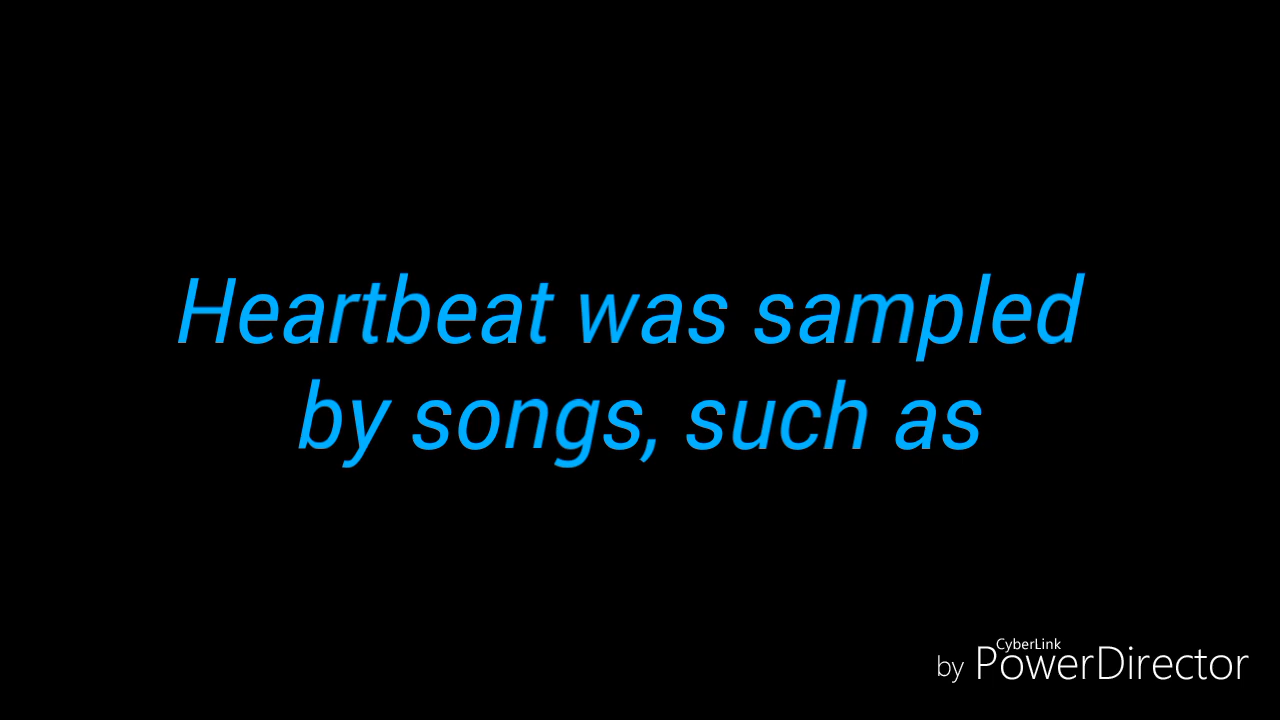 Heartbeat was sampled
by songs, such as
by CyberLink PowerDirector